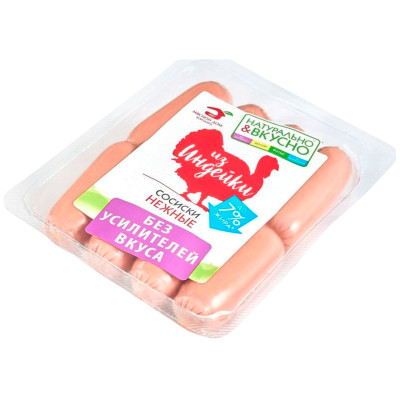 НАТУРАЛЬНО
&ВКУСНО
из
Индейки
СОСИСКИ
НЕЖНЫЕ
7%
БЕЗ
УСИЛИТЕЛЕЙ
ВКУСА